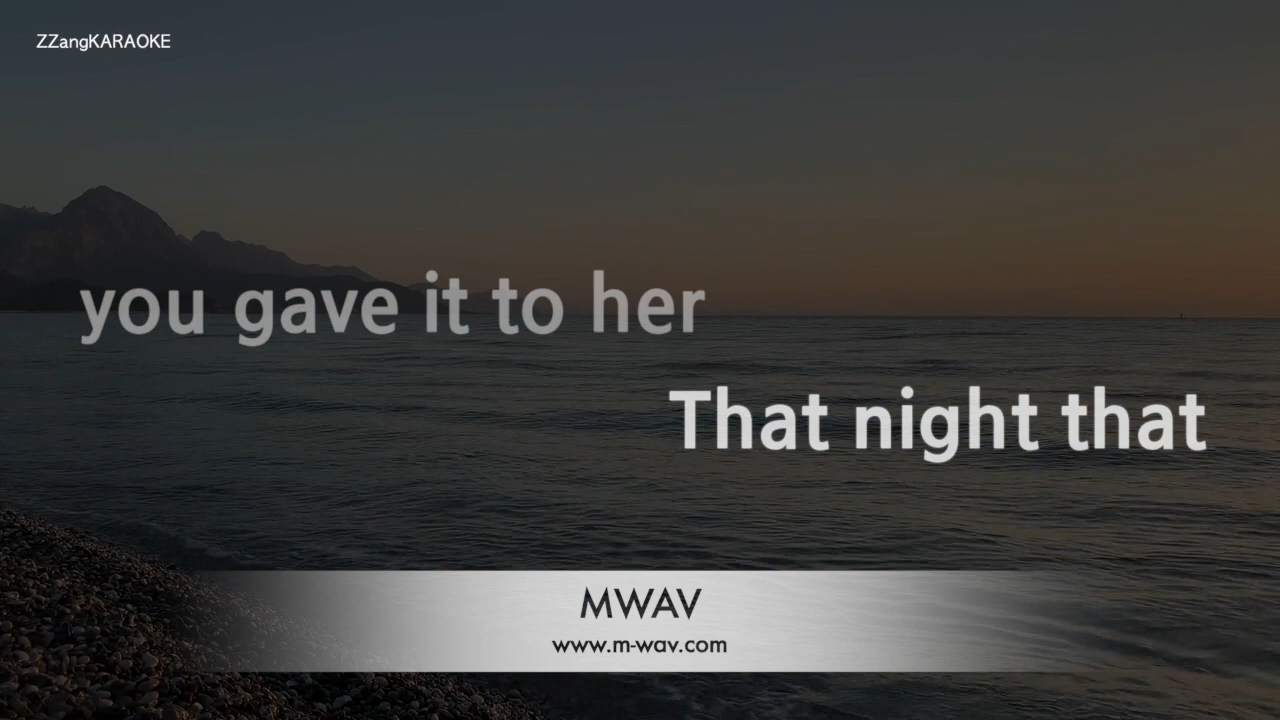 ZZangKARAOKE
you gave it to her
That night that
MWAV
www.m-wav.com